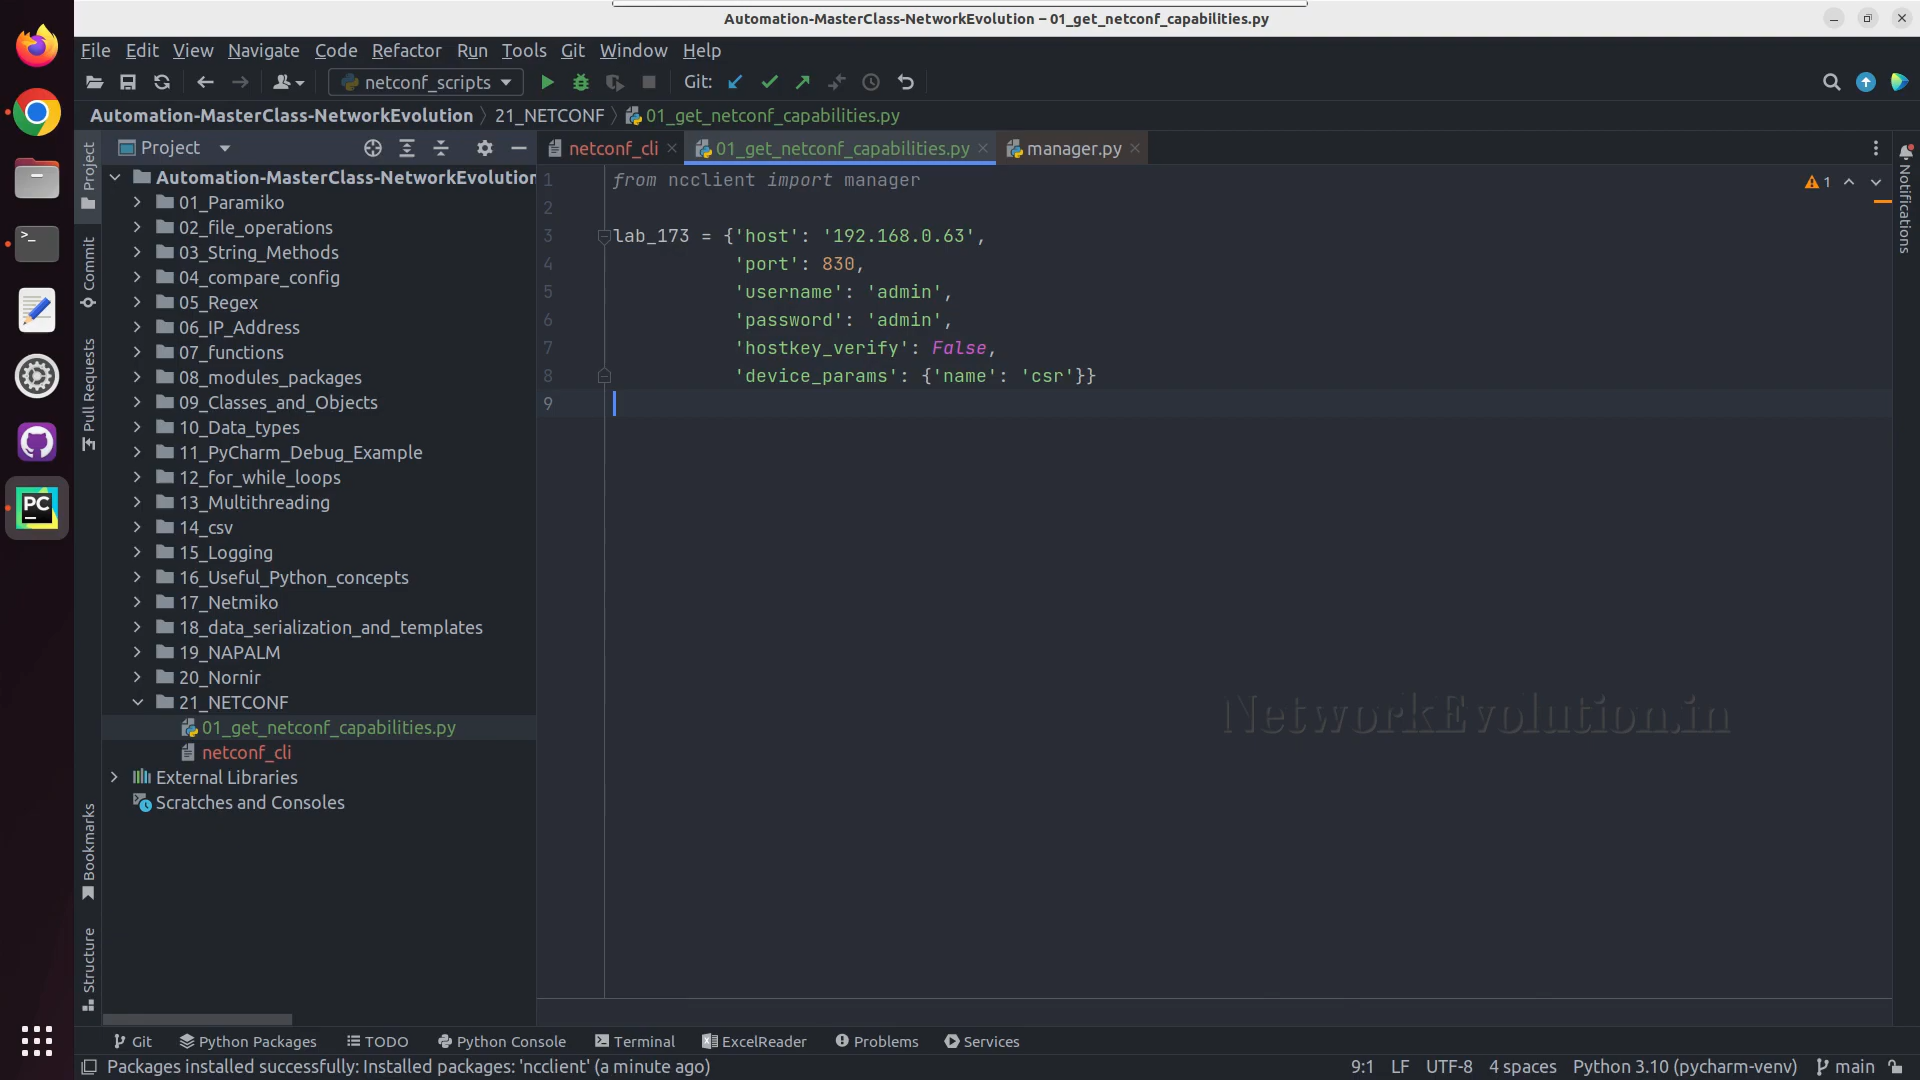 Automation-MasterClass-NetworkEvolution – 01_get_netconf_capabilities.py
File Edit View Navigate Code Refactor Run Tools Git Window Help
netconf_scripts Git:
Automation-MasterClass-NetworkEvolution 21_NETCONF 01_get_netconf_capabilities.py
Project
netconf_cli 01_get_netconf_capabilities.py manager.py
Project
Commit
Pull Requests
Bookmarks
Structure
Automation-MasterClass-NetworkEvolution
01_Paramiko
02_file_operations
03_String_Methods
04_compare_config
05_Regex
06_IP_Address
07_functions
08_modules_packages
09_Classes_and_Objects
10_Data_types
11_PyCharm_Debug_Example
12_for_while_loops
13_Multithreading
14_csv
15_Logging
16_Useful_Python_concepts
17_Netmiko
18_data_serialization_and_templates
19_NAPALM
20_Nornir
21_NETCONF
01_get_netconf_capabilities.py
netconf_cli
External Libraries
Scratches and Consoles
1 from ncclient import manager
2
3 lab_173 = {'host': '192.168.0.63',
4 'port': 830,
5 'username': 'admin',
6 'password': 'admin',
7 'hostkey_verify': False,
8 'device_params': {'name': 'csr'}}
9
1
Notifications
NetworkEvolution.in
PC
Git Python Packages TODO Python Console Terminal ExcelReader Problems Services
Packages installed successfully: Installed packages: 'ncclient' (a minute ago) 9:1 LF UTF-8 4 spaces Python 3.10 (pycharm-venv) main